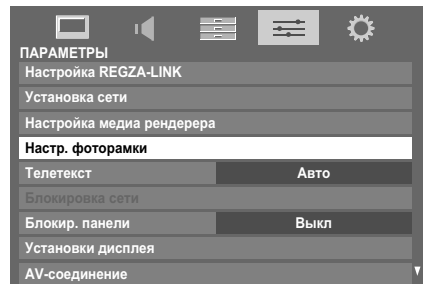 ПАРАМЕТРЫ
Настройка REGZA-LINK
Установка сети
Настройка медиа рендерера
Настр. фоторамки
Телетекст Авто
Блокировка сети
Блокир. панели Выкл
Установки дисплея
AV-соединение